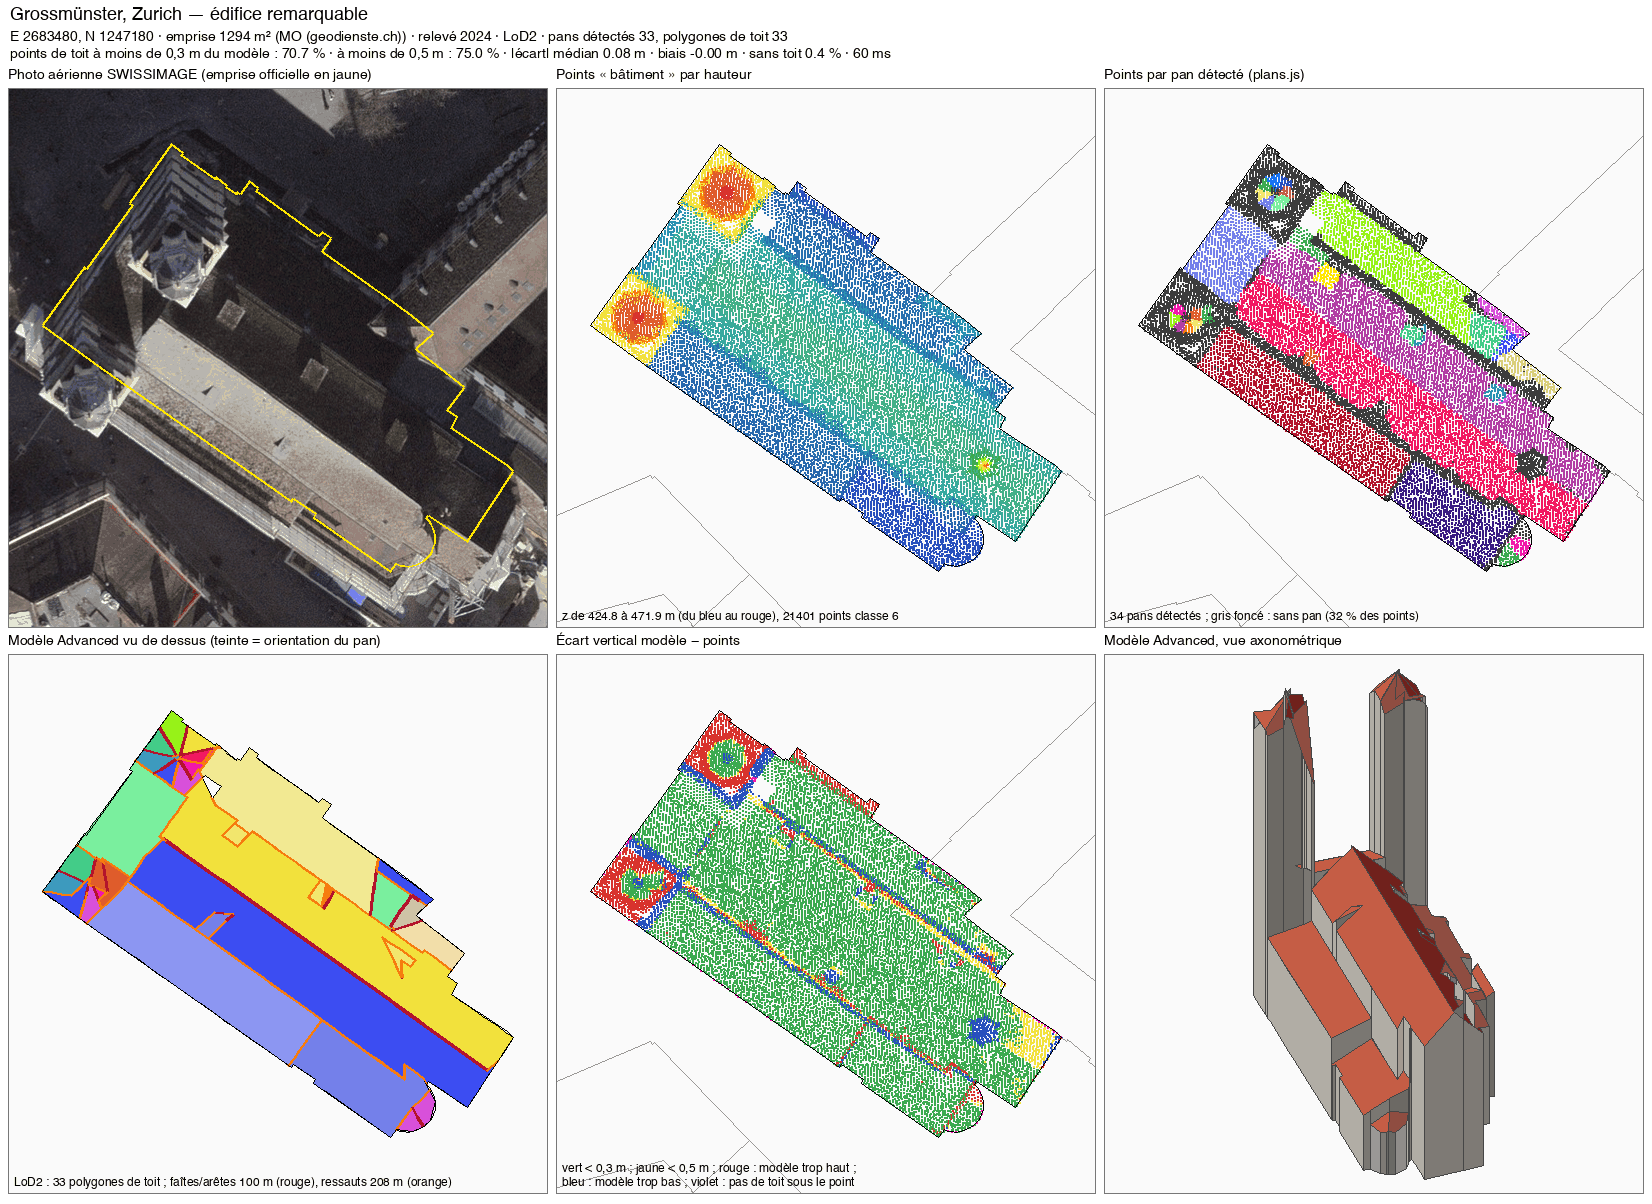 Grossmünster, Zurich — édifice remarquable
E 2683480, N 1247180 · emprise 1294 m² (MO (geodienste.ch)) · relevé 2024 · LoD2 · pans détectés 33, polygones de toit 33
points de toit à moins de 0,3 m du modèle : 70.7 % · à moins de 0,5 m : 75.0 % · |écart| médian 0.08 m · biais -0.00 m · sans toit 0.4 % · 60 ms
Photo aérienne SWISSIMAGE (emprise officielle en jaune)
Points « bâtiment » par hauteur
Points par pan détecté (plans.js)
z de 424.8 à 471.9 m (du bleu au rouge), 21401 points classe 6
34 pans détectés ; gris foncé : sans pan (32 % des points)
Modèle Advanced vu de dessus (teinte = orientation du pan)
Écart vertical modèle – points
Modèle Advanced, vue axonométrique
LoD2 : 33 polygones de toit ; faîtes/arêtes 100 m (rouge), ressauts 208 m (orange)
vert < 0,3 m ; jaune < 0,5 m ; rouge : modèle trop haut ;
bleu : modèle trop bas ; violet : pas de toit sous le point